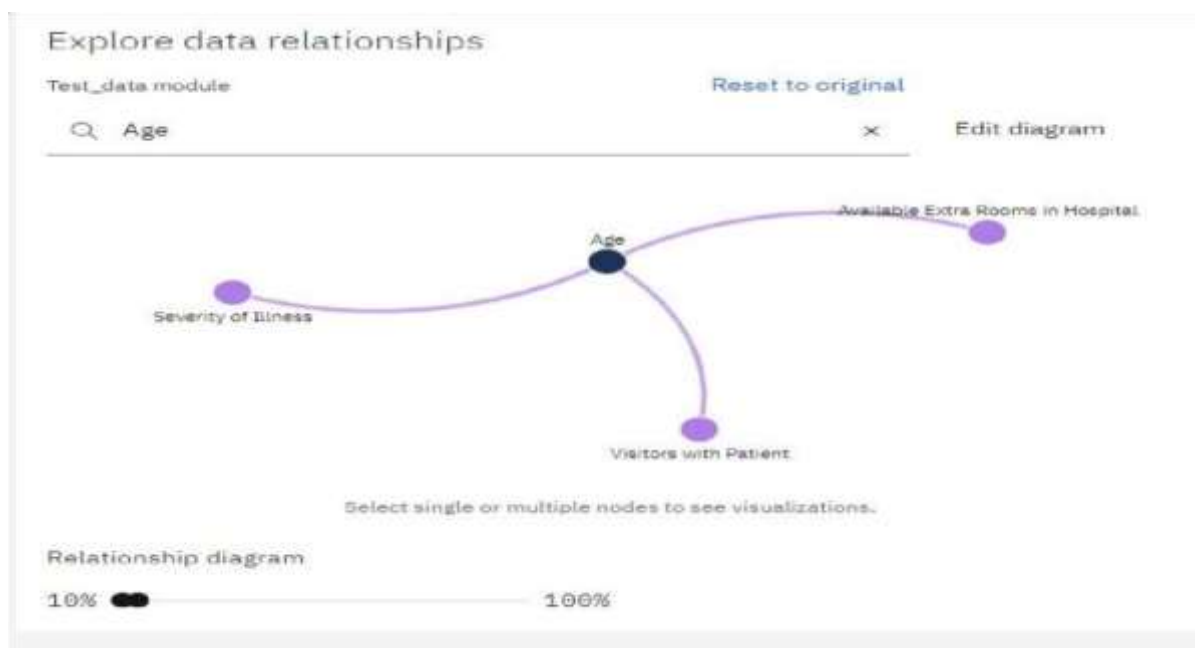 Explore data relationships
Test_data module
Reset to original
Age
×
Edit diagram
Available Extra Rooms in Hospital
Age
Severity of Illness
Visitors with Patient
Select single or multiple nodes to see visualizations.
Relationship diagram
10%
100%